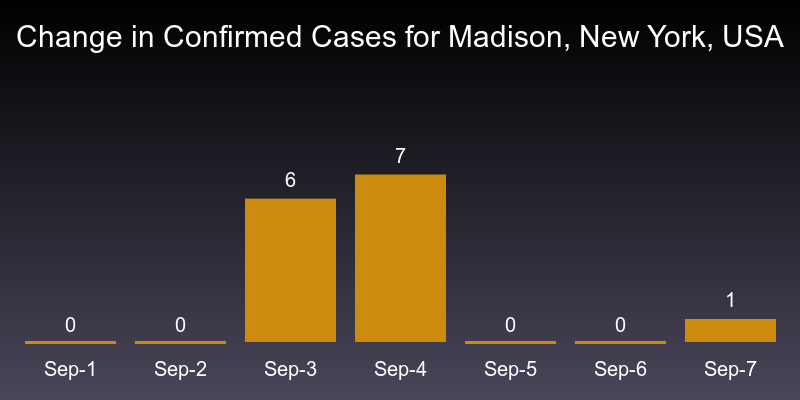 Change in Confirmed Cases for Madison, New York, USA
7
6
1
0 0 0 0
Sep-1 Sep-2 Sep-3 Sep-4 Sep-5 Sep-6 Sep-7